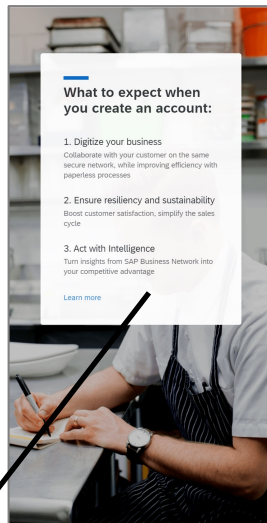 What to expect when
you create an account:
1. Digitize your business
Collaborate with your customer on the same
secure network, while improving efficiency with
paperless processes
2. Ensure resiliency and sustainability
Boost customer satisfaction, simplify the sales
cycle
3. Act with Intelligence
Turn insights from SAP Business Network into
your competitive advantage
Learn more